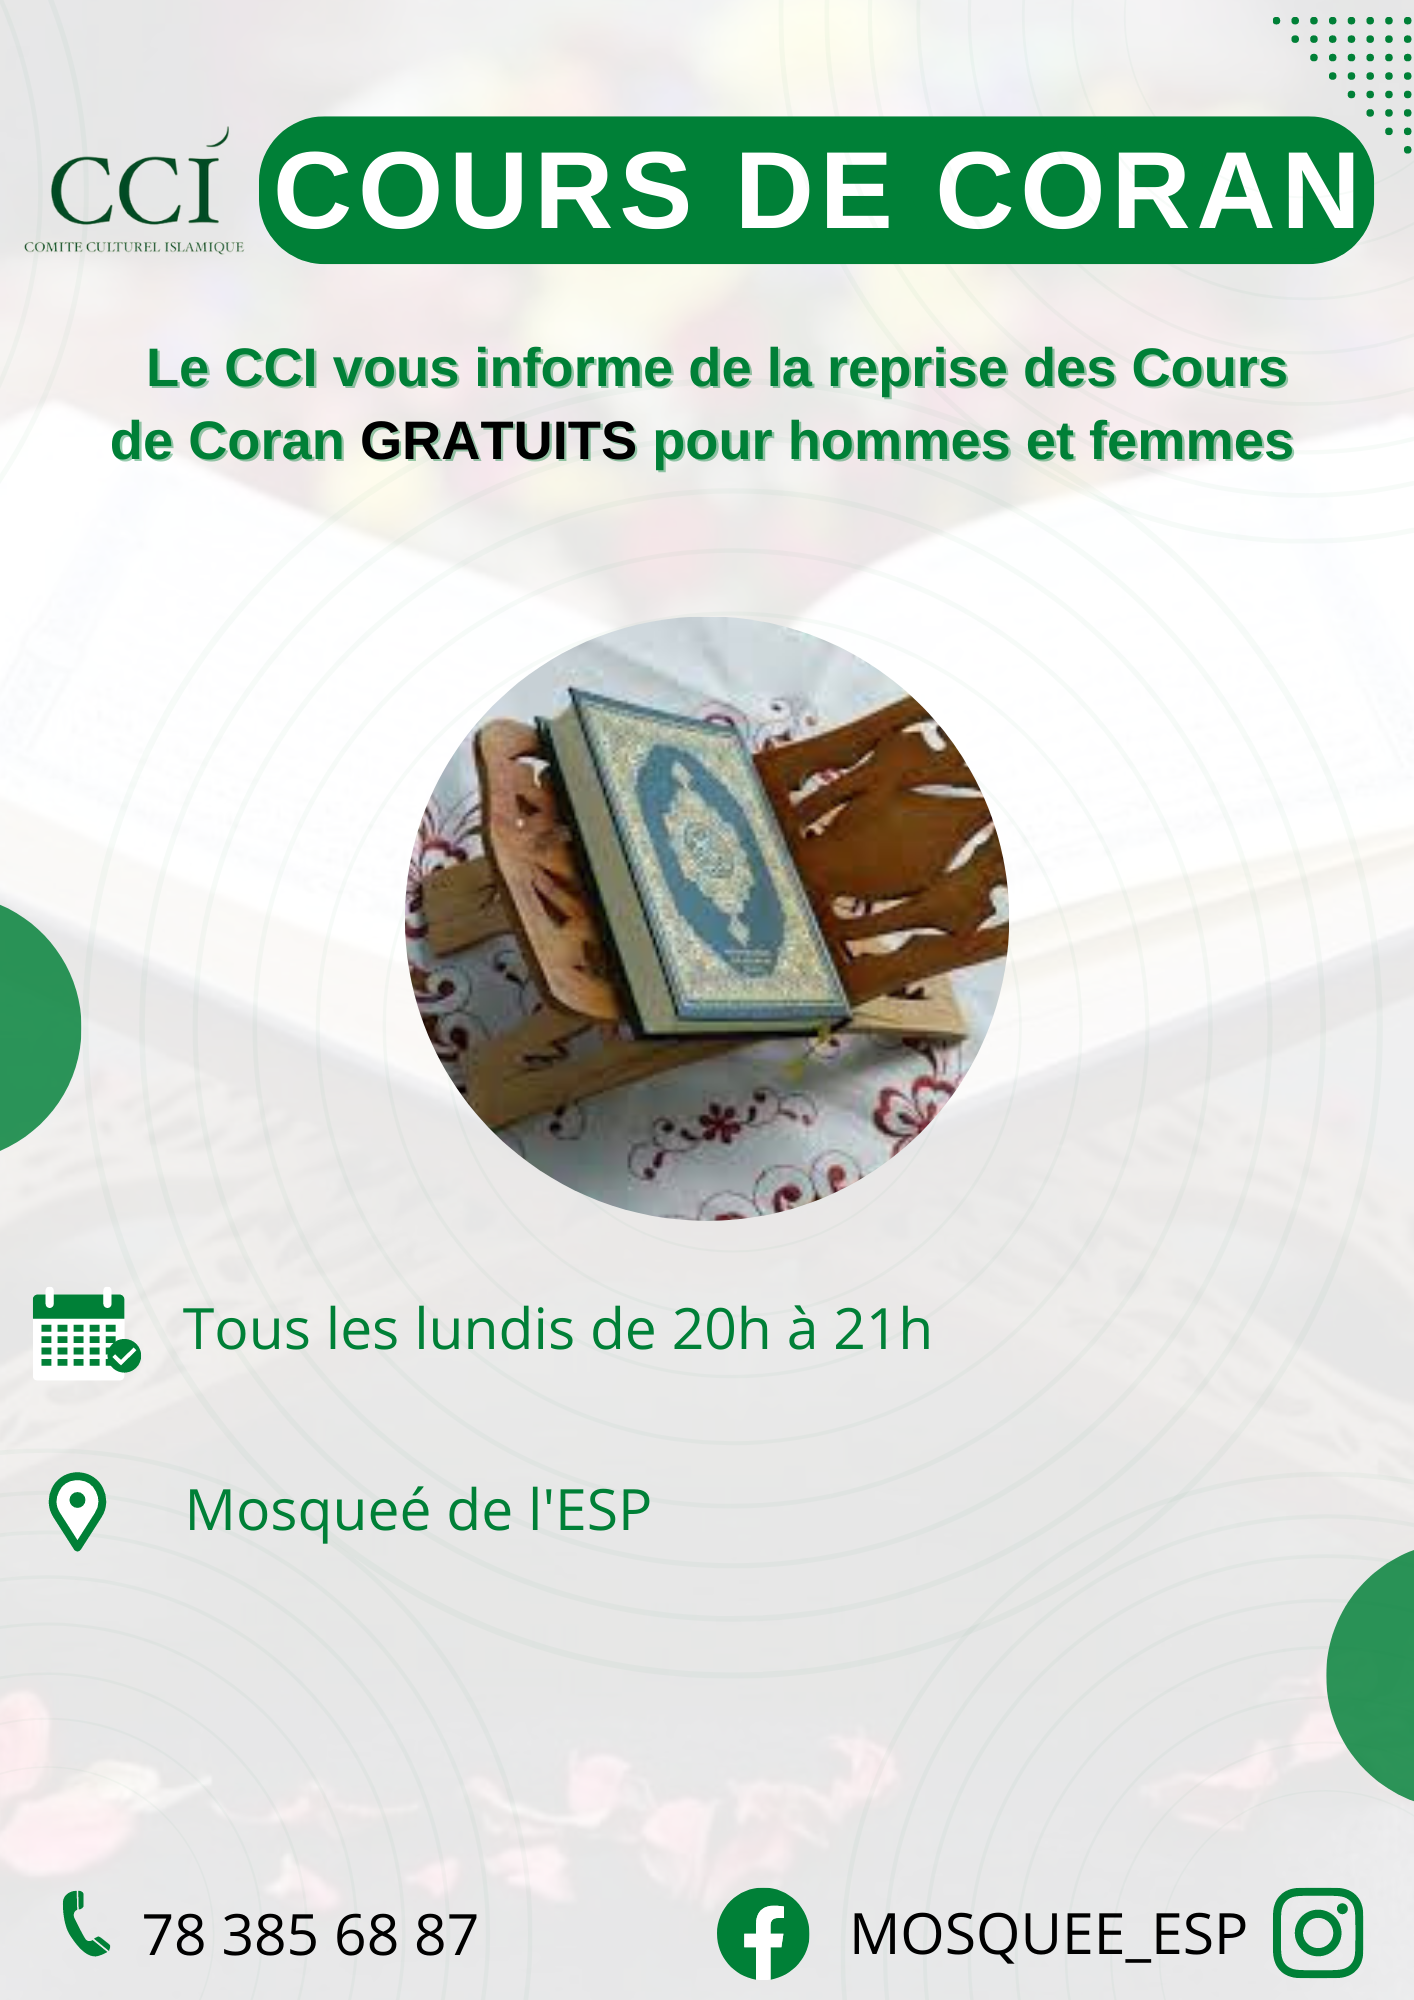 CCI
COMITE CULTUREL ISLAMIQUE
COURS DE CORAN
Le CCI vous informe de la reprise des Cours
de Coran GRATUITS pour hommes et femmes
Tous les lundis de 20h à 21h
Mosqueé de l'ESP
78 385 68 87
MOSQUEE_ESP